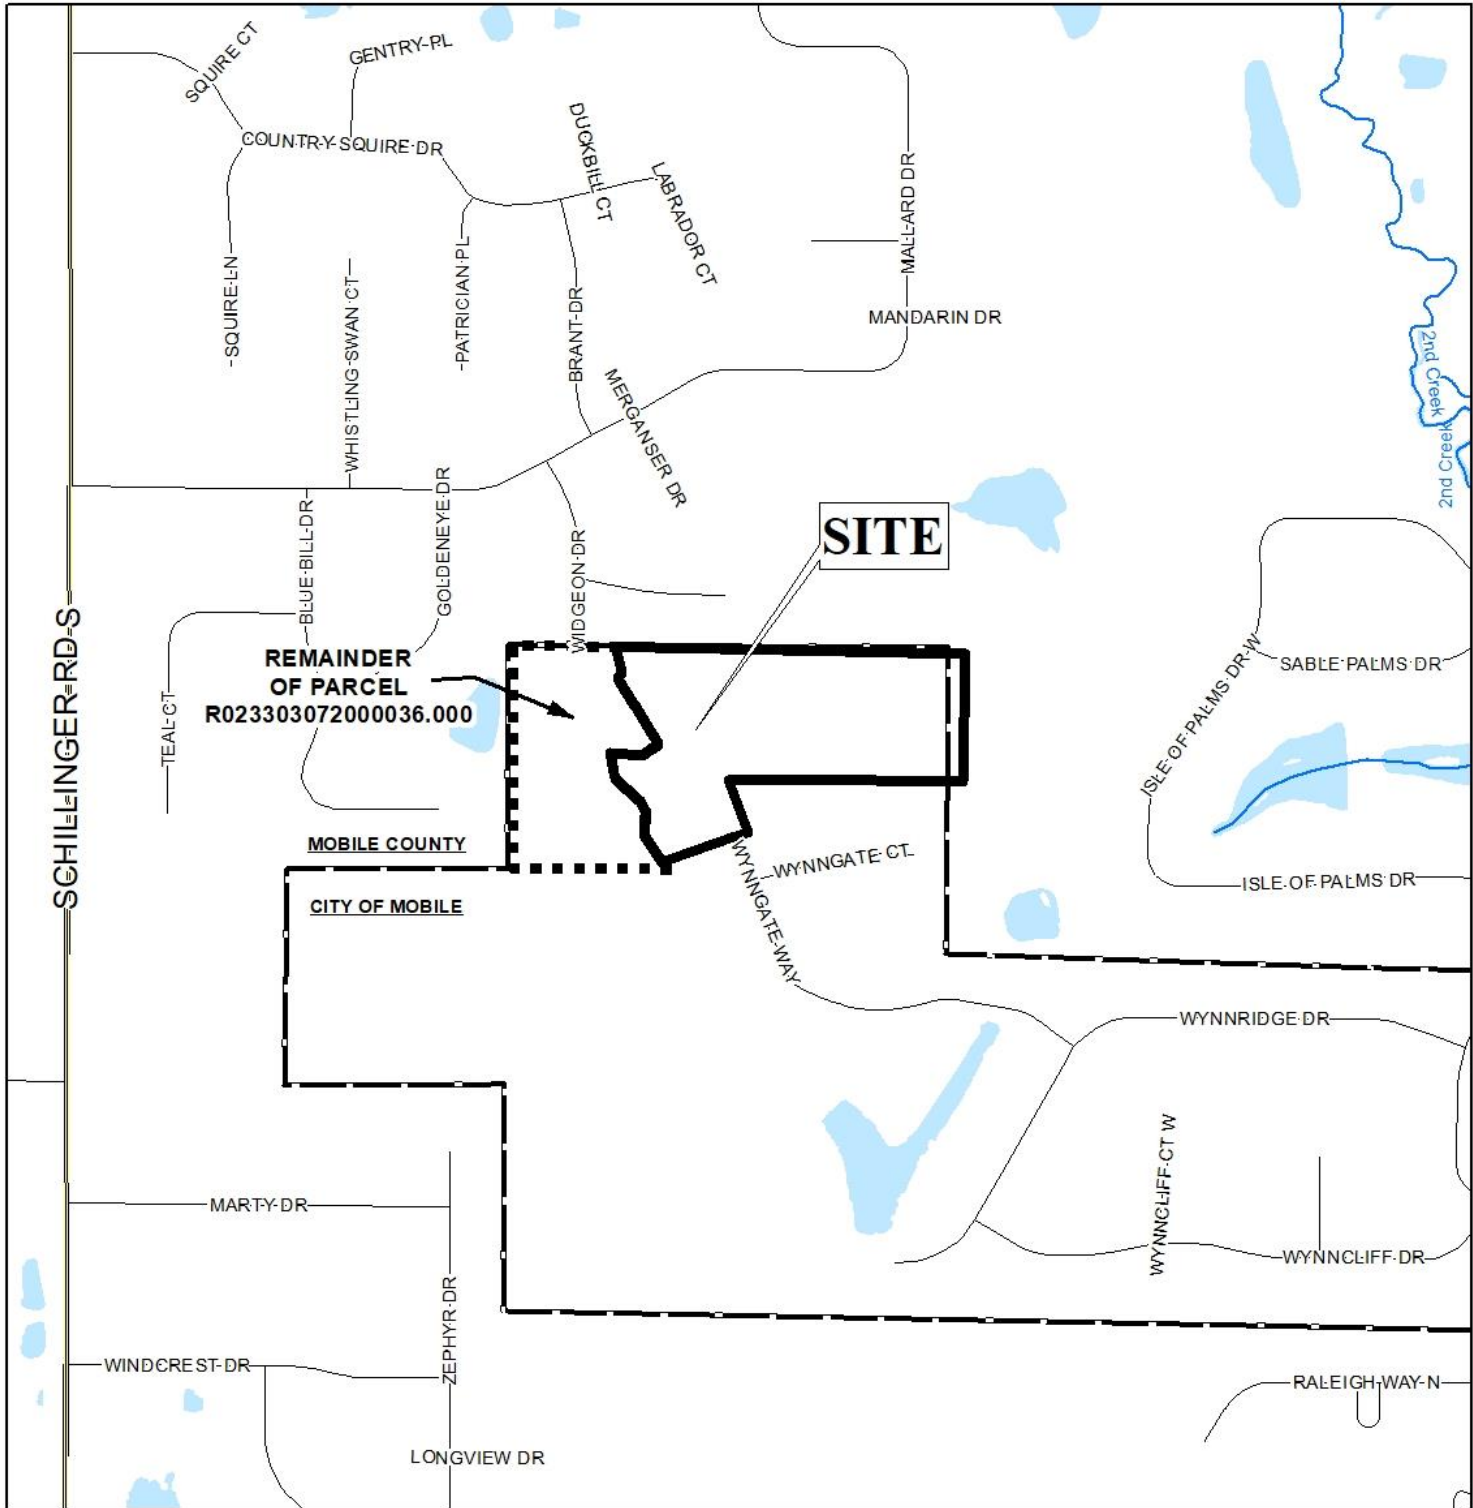 SQUIRE CT
GENTRY PL
COUNTRY SQUIRE DR
DUCKBILL CT
LABRADOR CT
MALLARD DR
SQUIRE LN
WHISTLING SWAN CT
PATRICIAN PL
BRANT DR
MANDARIN DR
MERGANSER DR
2nd Creek
2nd Creek
BLUE BILL DR
GOLDENEYE DR
WIDGEON DR
SITE
SCHILLINGER RD S
TEAL CT
REMAINDER
OF PARCEL
R023303072000036.000
ISLE OF PALMS DR W
SABLE PALMS DR
MOBILE COUNTY
CITY OF MOBILE
WYNNGATE CT
WYNNGATE WAY
ISLE OF PALMS DR
WYNNRIDGE DR
MARTY DR
WYNNCLIFF CT W
WYNNCLIFF DR
ZEPHYR DR
WINDCREST DR
RALEIGH WAY N
LONGVIEW DR